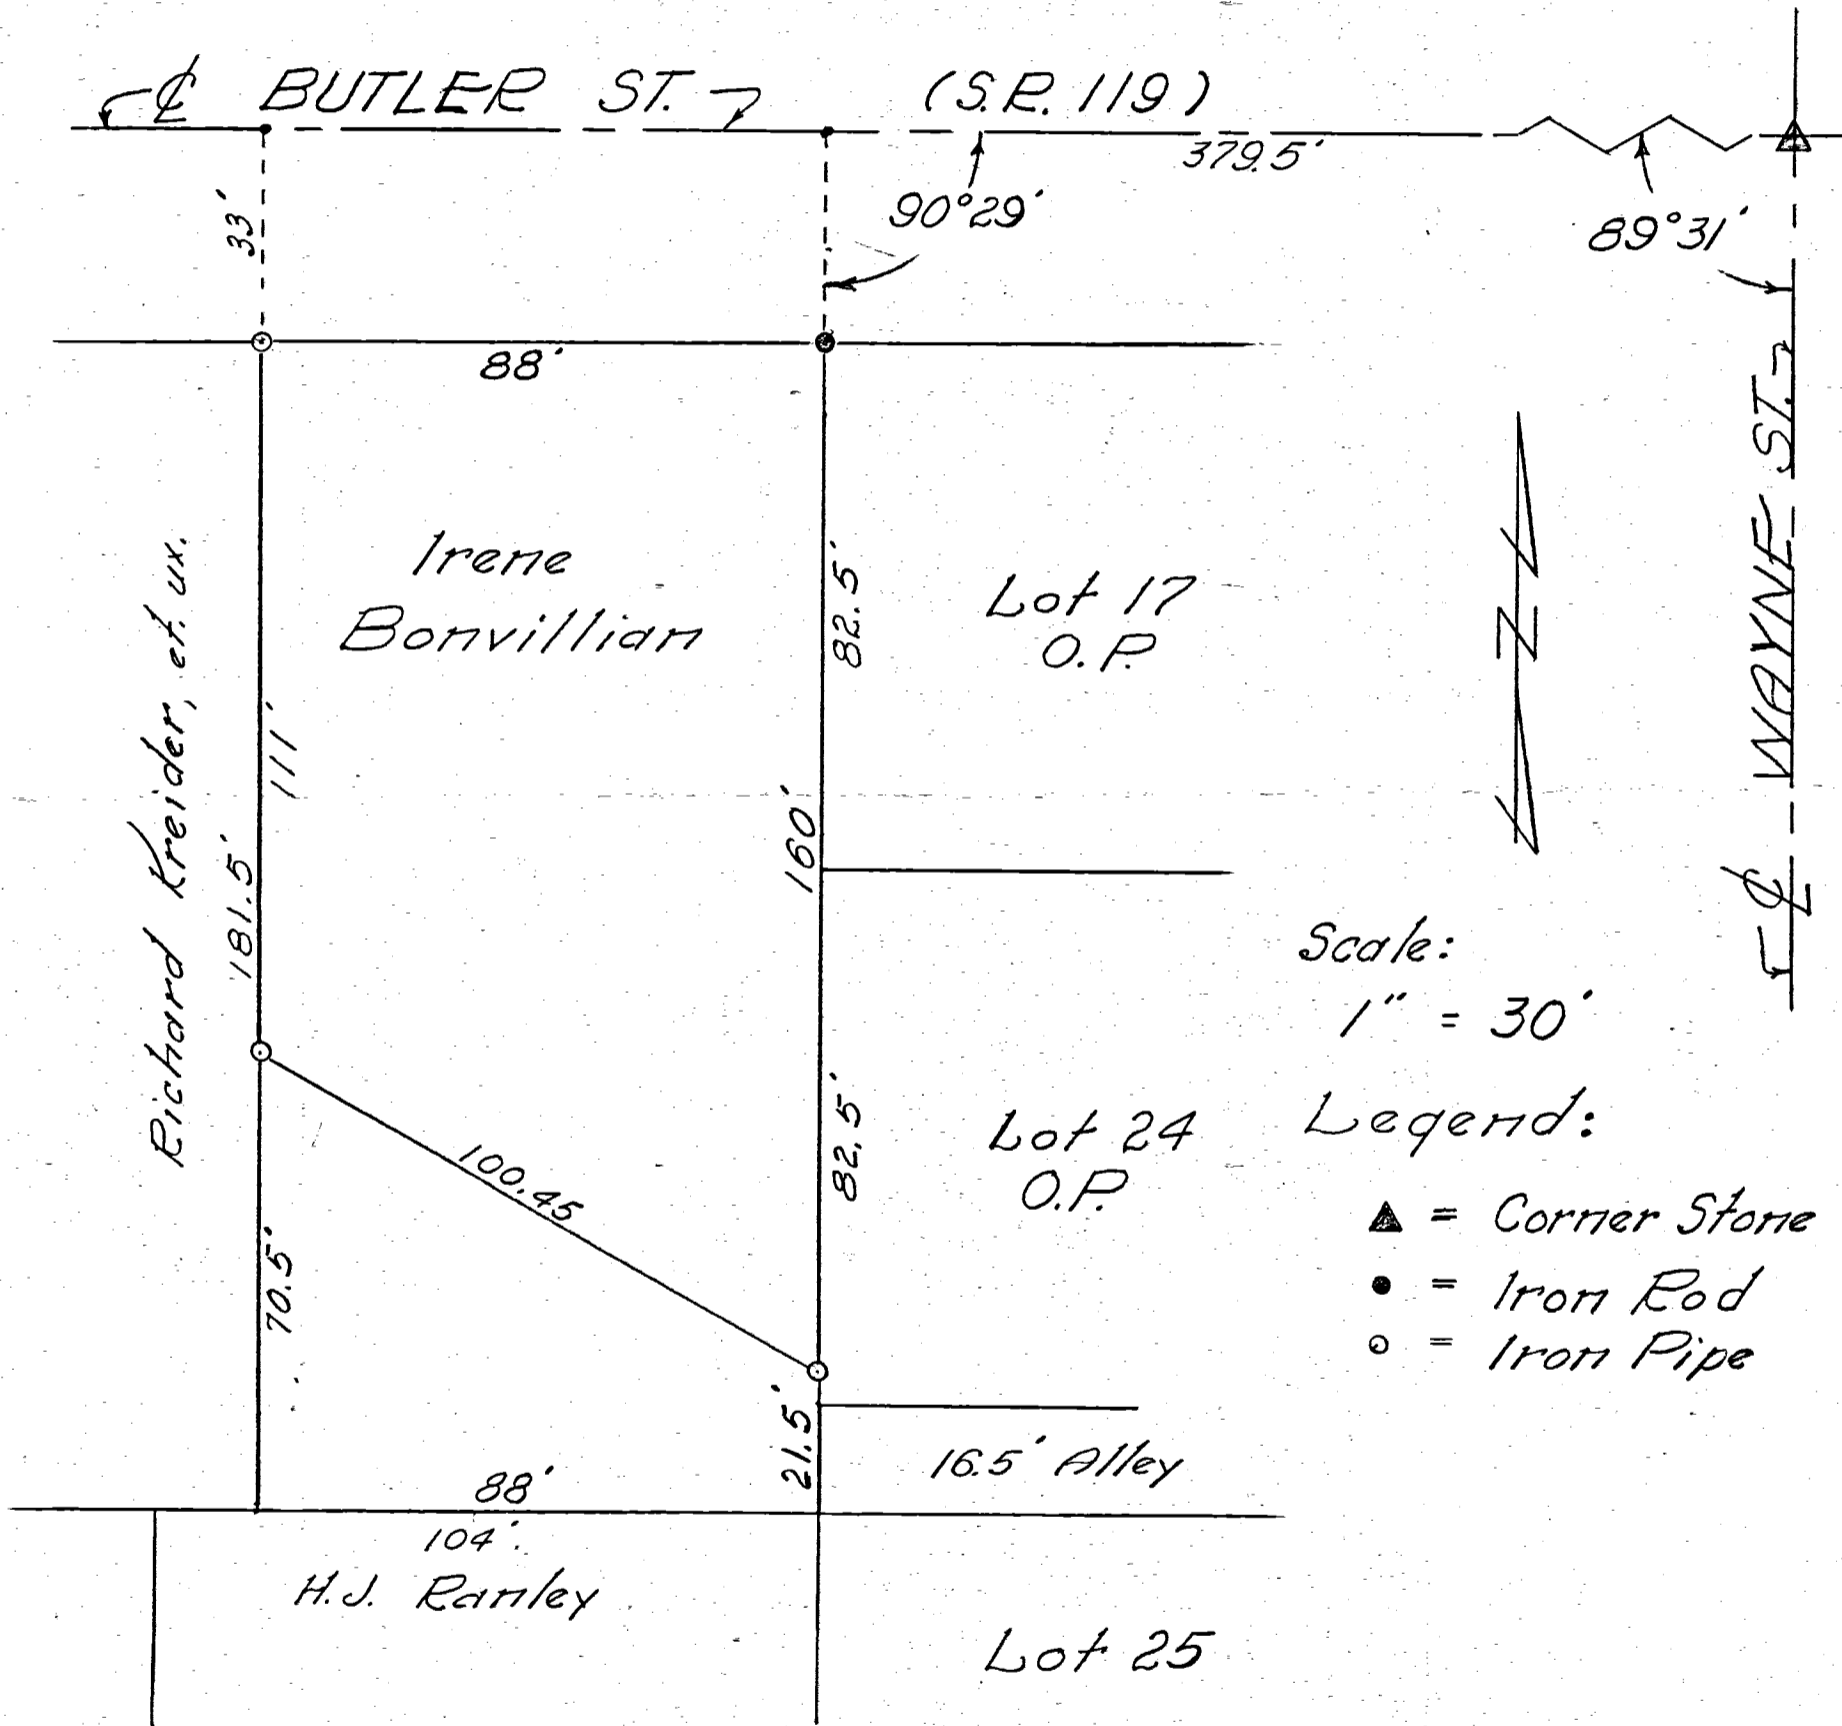 ℄ BUTLER ST. (S.R. 119)
379.5'
33'
90°29'
89°31'
88'
℄ WAYNE ST.
Irene
Bonvillian
Richard Kreider, et. ux.
111'
181.5'
82.5'
160'
Lot 17
O.P.
N
Scale:
1" = 30'
Legend:
▲ = Corner Stone
● = Iron Rod
○ = Iron Pipe
82.5'
Lot 24
O.P.
100.45
70.5'
21.5'
16.5' Alley
88'
104'
H.J. Ranley
Lot 25